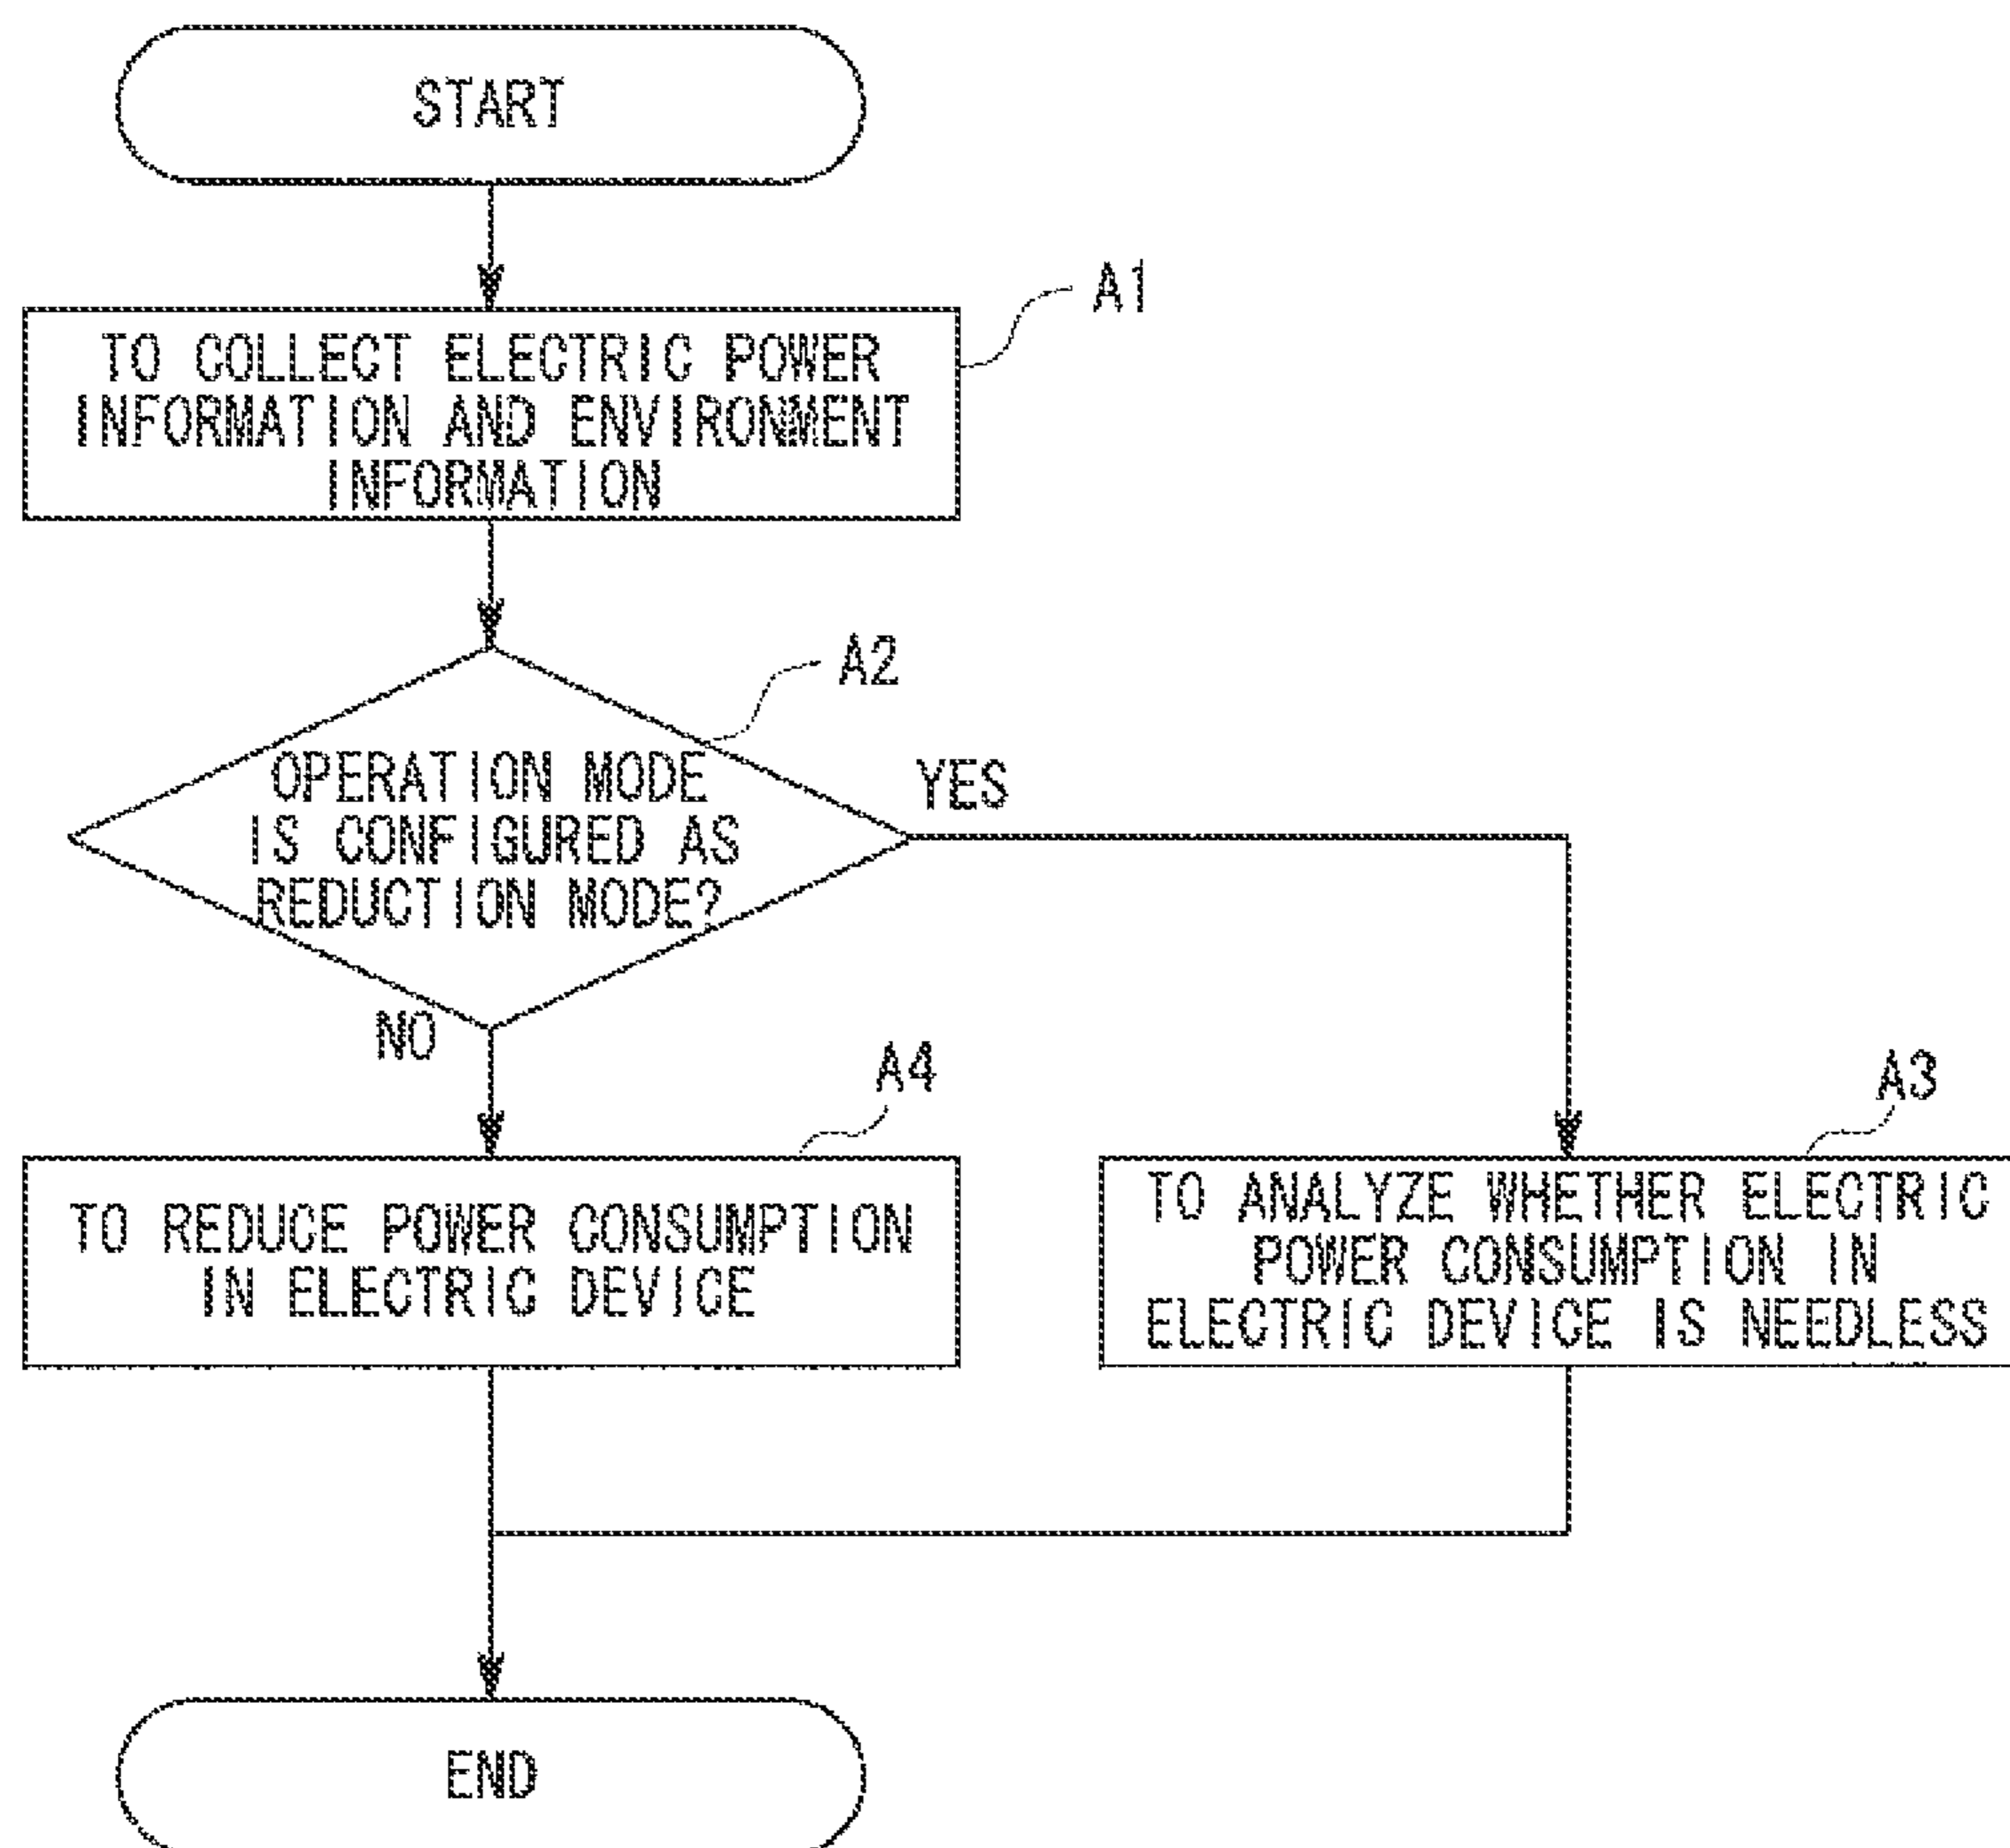 START
A1
TO COLLECT ELECTRIC POWER
INFORMATION AND ENVIRONMENT
INFORMATION
A2
OPERATION MODE
IS CONFIGURED AS
REDUCTION MODE?
YES
NO
A4
TO REDUCE POWER CONSUMPTION
IN ELECTRIC DEVICE
A3
TO ANALYZE WHETHER ELECTRIC
POWER CONSUMPTION IN
ELECTRIC DEVICE IS NEEDLESS
END